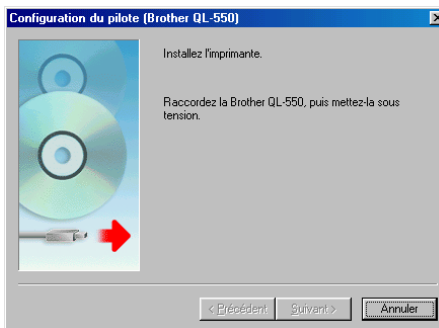 Configuration du pilote (Brother QL-550)
Installez l'imprimante.
Raccordez la Brother QL-550, puis mettez-la sous
tension.
< Précédent
Suivant >
Annuler